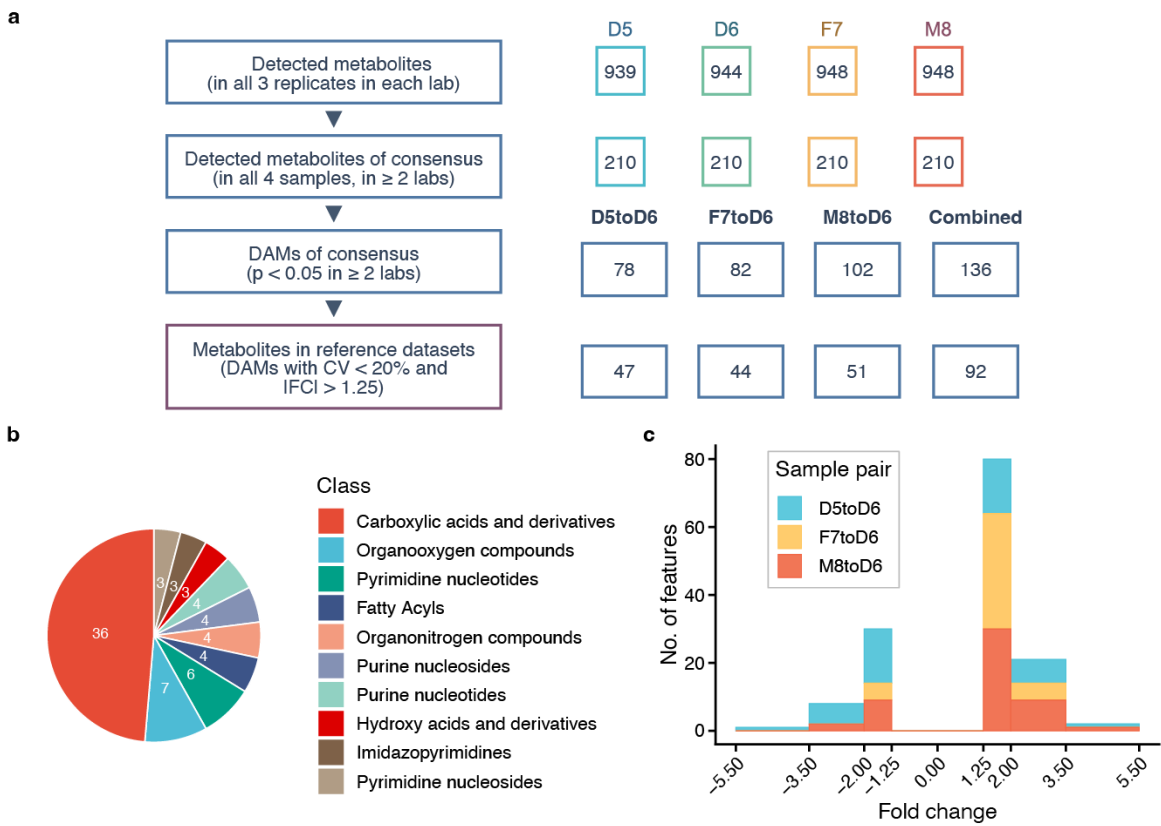 a
D5 D6 F7 M8
Detected metabolites
(in all 3 replicates in each lab)
939 944 948 948
Detected metabolites of consensus
(in all 4 samples, in ≥ 2 labs)
210 210 210 210
D5toD6 F7toD6 M8toD6 Combined
DAMs of consensus
(p < 0.05 in ≥ 2 labs)
78 82 102 136
Metabolites in reference datasets
(DAMs with CV < 20% and
IFCI > 1.25)
47 44 51 92
b
36
7
6
4
4
4
4
3
3
3
Class
Carboxylic acids and derivatives
Organooxygen compounds
Pyrimidine nucleotides
Fatty Acyls
Organonitrogen compounds
Purine nucleosides
Purine nucleotides
Hydroxy acids and derivatives
Imidazopyrimidines
Pyrimidine nucleosides
c
Sample pair
D5toD6
F7toD6
M8toD6
No. of features
80
60
40
20
0
−5.50 −3.50 −2.00 −1.25 0.00 1.25 2.00 3.50 5.50
Fold change